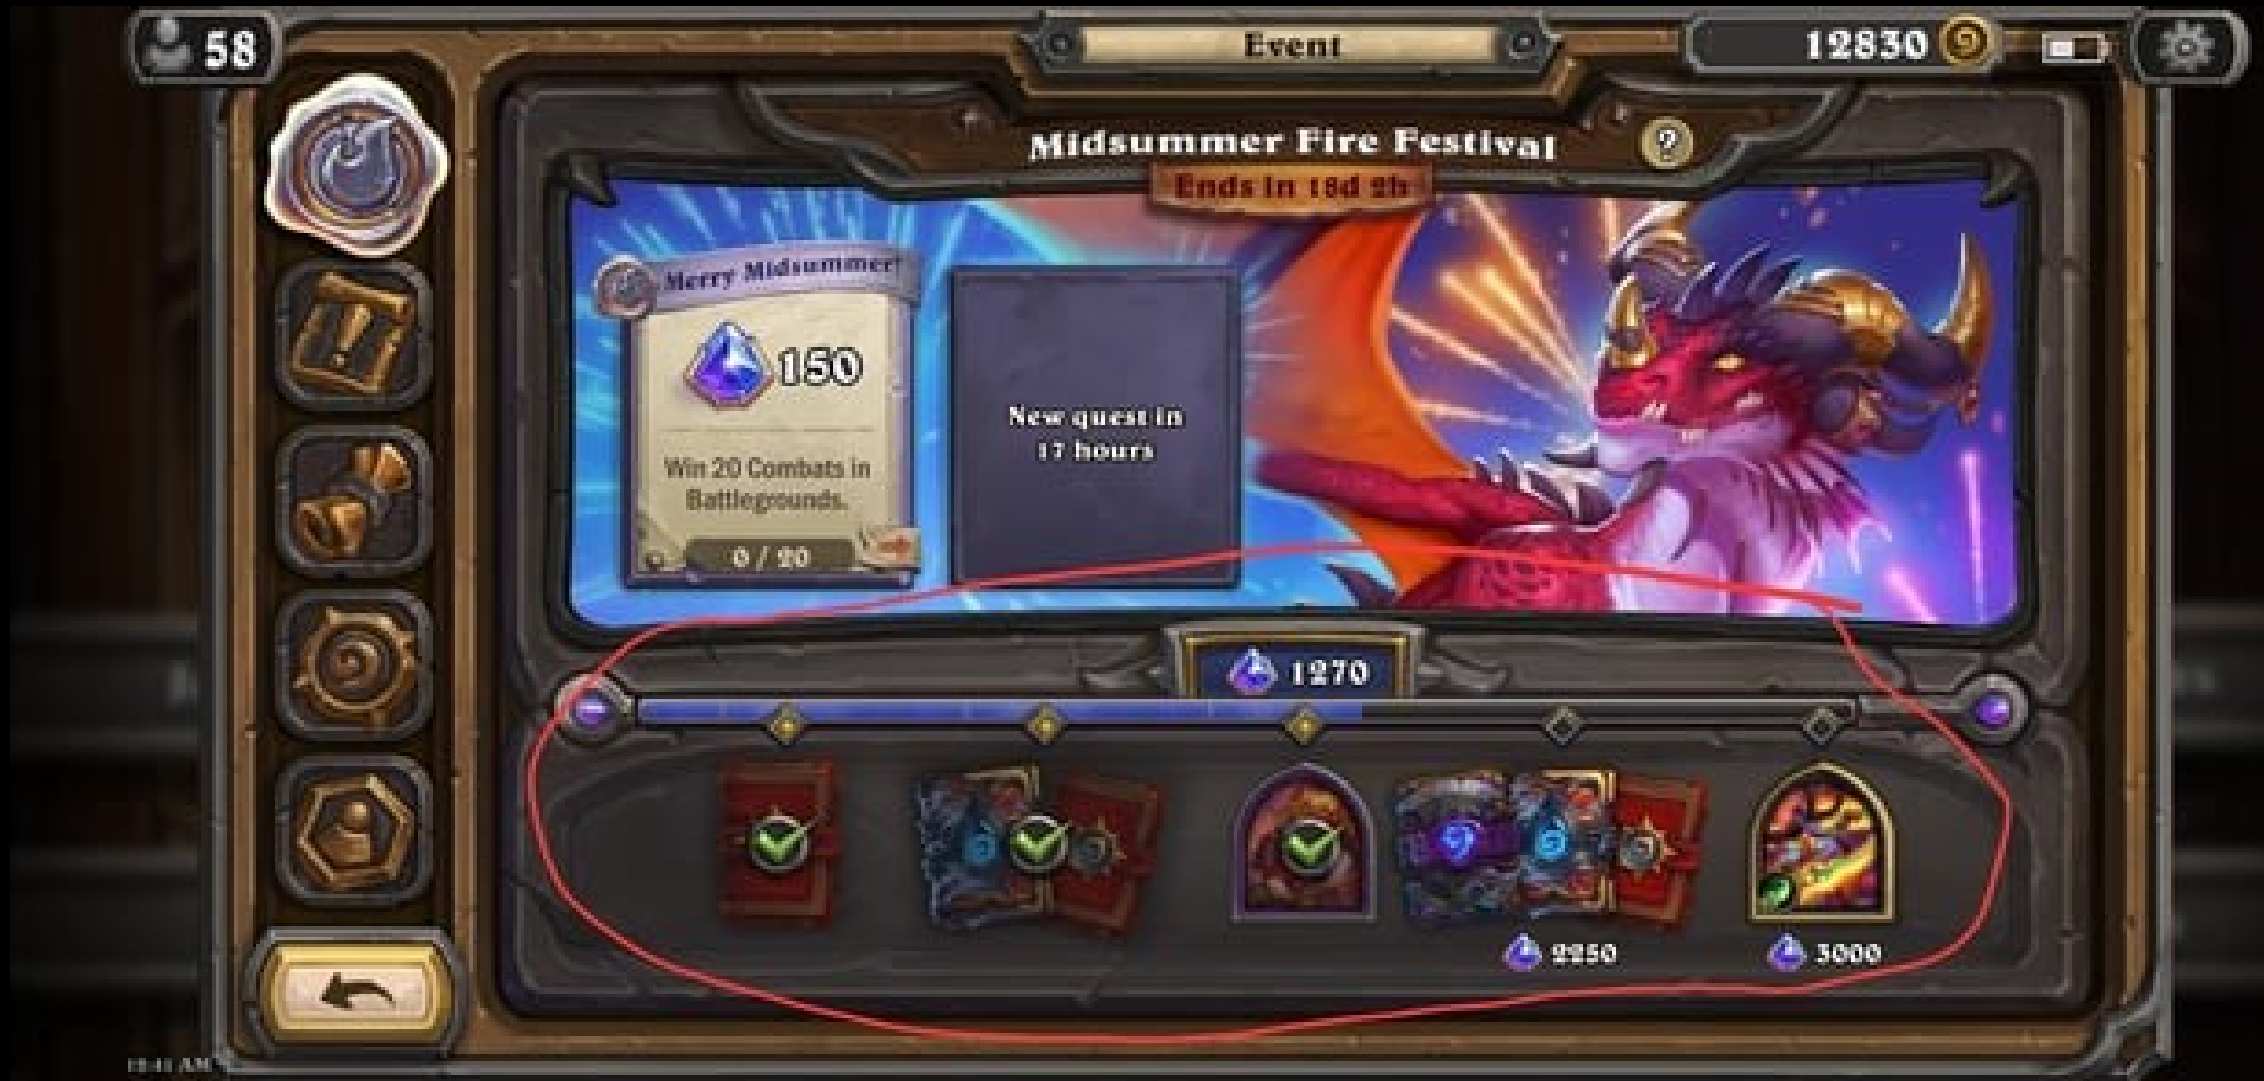 58
Event
12830
Midsummer Fire Festival
?
Ends in 18d 2h
Merry Midsummer!
150
Win 20 Combats in
Battlegrounds.
0 / 20
New quest in
17 hours
1270
2250
3000